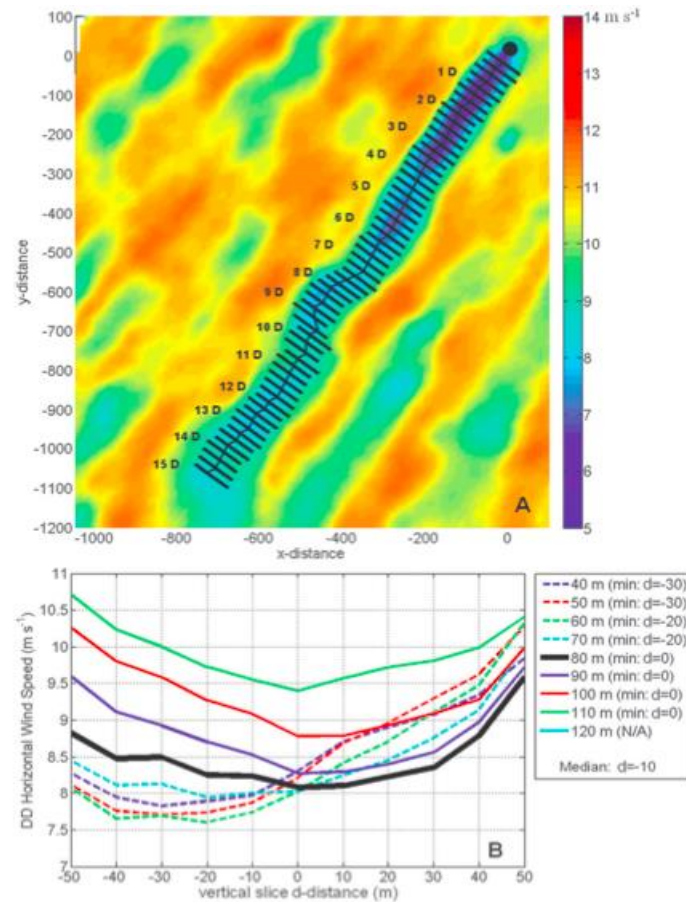 100
0
-100
-200
-300
-400
-500
-600
-700
-800
-900
-1000
-1100
-1200
y-distance
1 D
2 D
3 D
4 D
5 D
6 D
7 D
8 D
9 D
10 D
11 D
12 D
13 D
14 D
15 D
A
-1000
-800
-600
-400
-200
0
x-distance
14 m s-1
13
12
11
10
9
8
7
6
5
11
10.5
10
9.5
9
8.5
8
7.5
7
DD Horizontal Wind Speed (m s-1)
B
-50
-40
-30
-20
-10
0
10
20
30
40
50
vertical slice d-distance (m)
40 m (min: d=-30)
50 m (min: d=-30)
60 m (min: d=-20)
70 m (min: d=-20)
80 m (min: d=0)
90 m (min: d=0)
100 m (min: d=0)
110 m (min: d=0)
120 m (N/A)
Median: d=-10